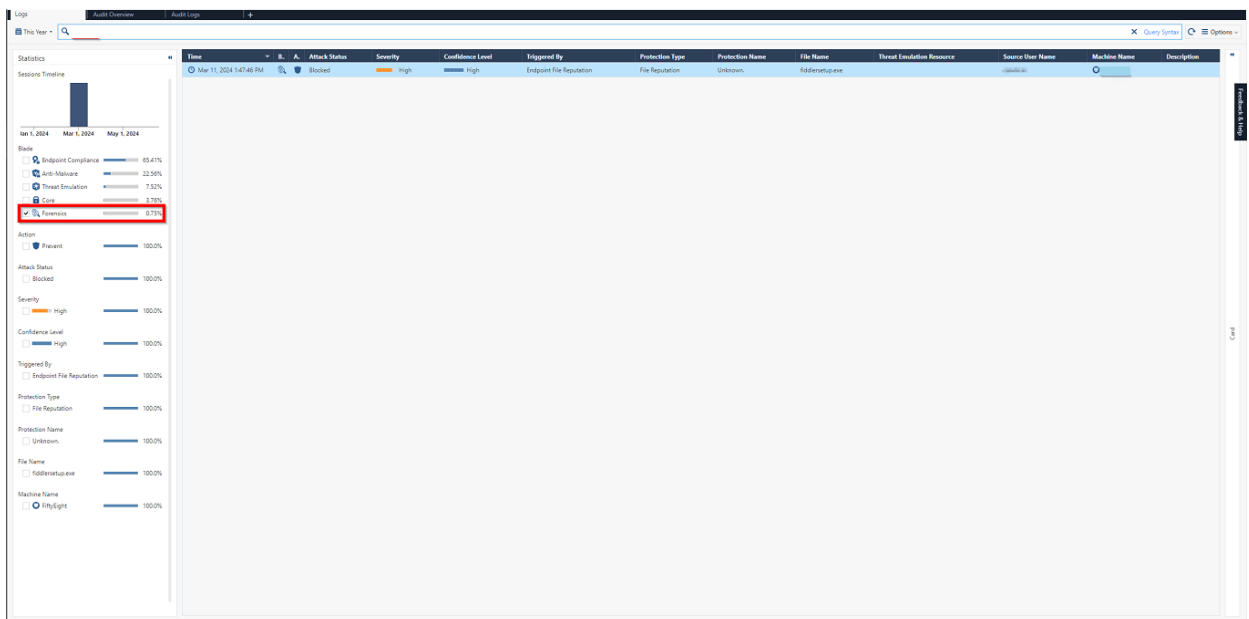 Logs Audit Overview Audit Logs +
This Year Query Syntax Options
Statistics
Time B. A. Attack Status Severity Confidence Level Triggered By Protection Type Protection Name File Name Threat Emulation Resource Source User Name Machine Name Description
Mar 11, 2024 1:47:46 PM Blocked High High Endpoint File Reputation File Reputation Unknown. fiddlersetup.exe
Sessions Timeline
Jan 1, 2024 Mar 1, 2024 May 1, 2024
Blade
Endpoint Compliance 65.41%
Anti-Malware 22.56%
Threat Emulation 7.52%
Core 3.76%
Forensics 0.75%
Action
Prevent 100.0%
Attack Status
Blocked 100.0%
Severity
High 100.0%
Confidence Level
High 100.0%
Triggered By
Endpoint File Reputation 100.0%
Protection Type
File Reputation 100.0%
Protection Name
Unknown. 100.0%
File Name
fiddlersetup.exe 100.0%
Machine Name
FiftyEight 100.0%
Feedback & Help
Card